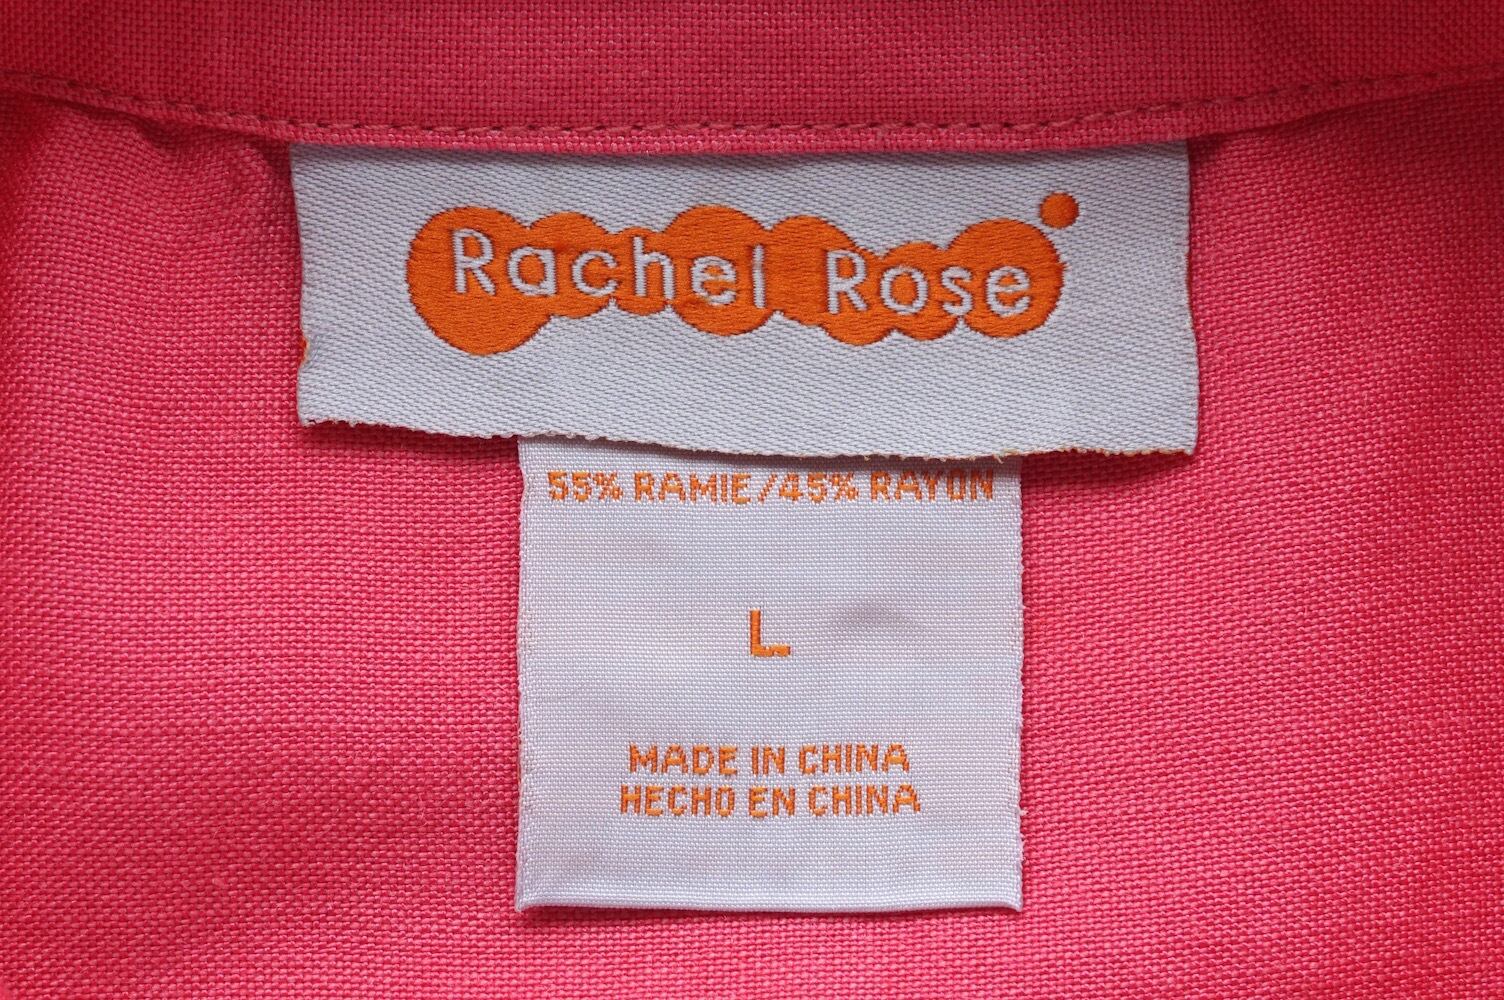 Rachel Rose
55% RAMIE/45% RAYON
L
MADE IN CHINA
HECHO EN CHINA